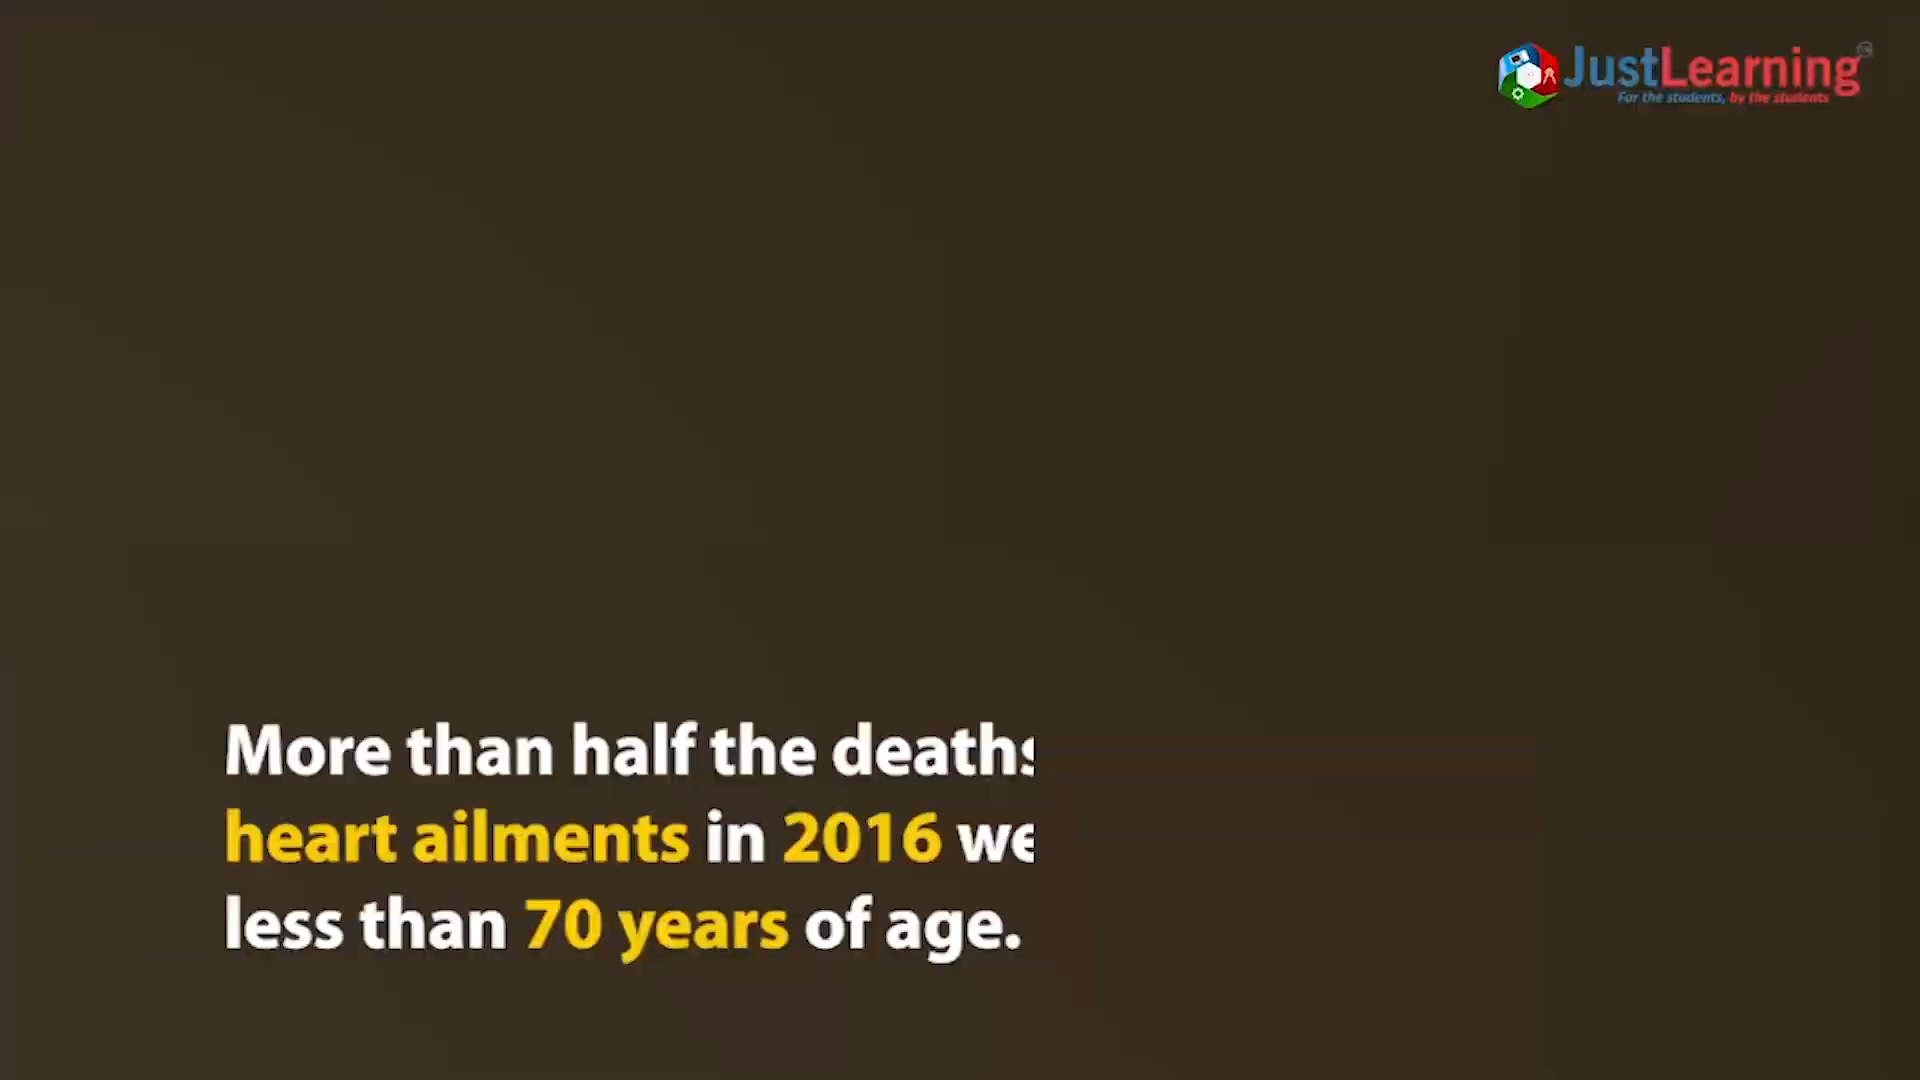 JustLearning
For the students, by the students
More than half the deaths
heart ailments in 2016
less than 70 years of age.